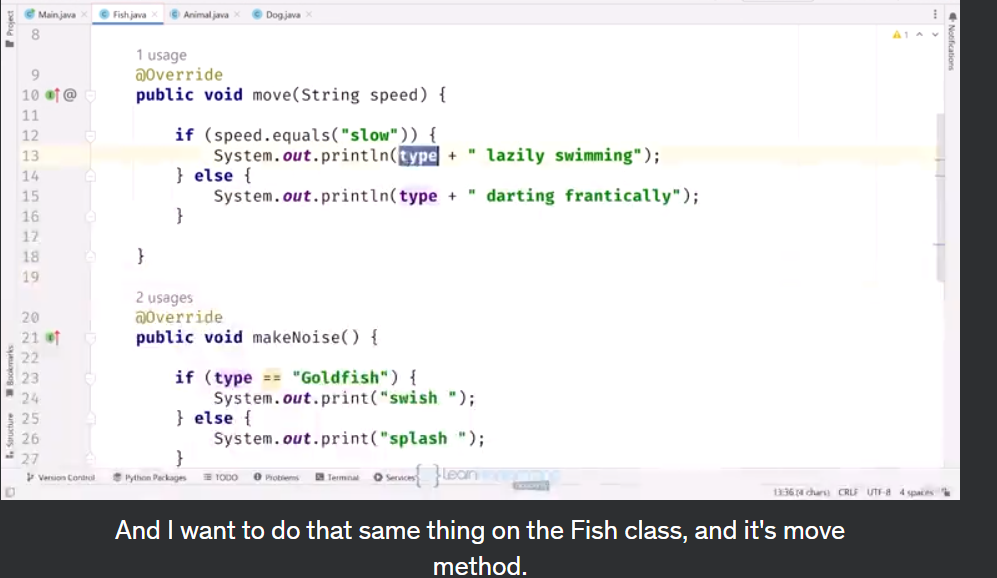 Project
Main.java
Fish.java
Animal.java
Dog.java
Notifications
1
8
1 usage
9 @Override
10 @ public void move(String speed) {
11
12 if (speed.equals("slow")) {
13 System.out.println(type + " lazily swimming");
14 } else {
15 System.out.println(type + " darting frantically");
16 }
17
18 }
19
2 usages
20 @Override
21 public void makeNoise() {
22
23 if (type == "Goldfish") {
24 System.out.print("swish ");
25 } else {
26 System.out.print("splash ");
27 }
Bookmarks
Structure
Version Control Python Packages TODO Problems Terminal Services
{ } Learn
13:36 (4 chars) CRLF UTF-8 4 spaces
And I want to do that same thing on the Fish class, and it's move
method.